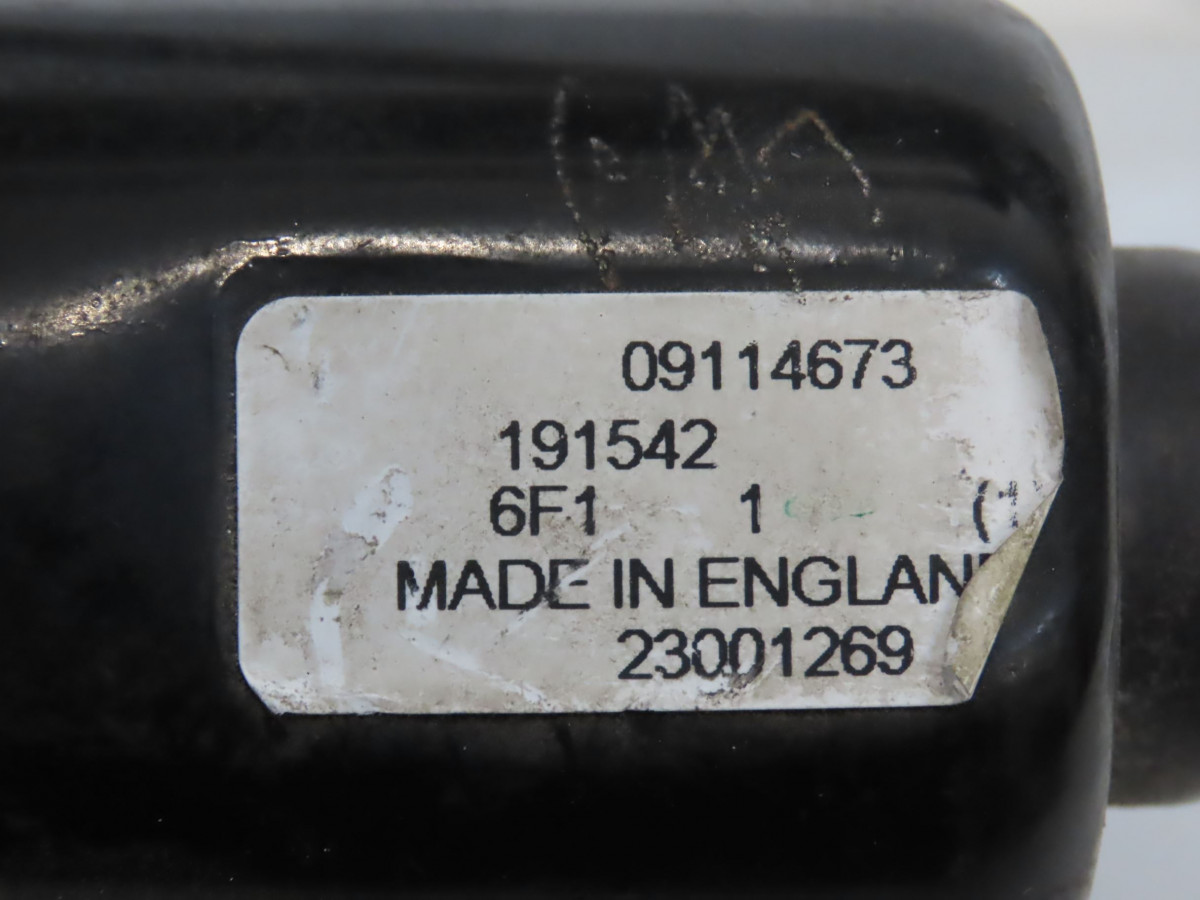 09114673
191542
6F1 1 (
MADE IN ENGLAN
23001269